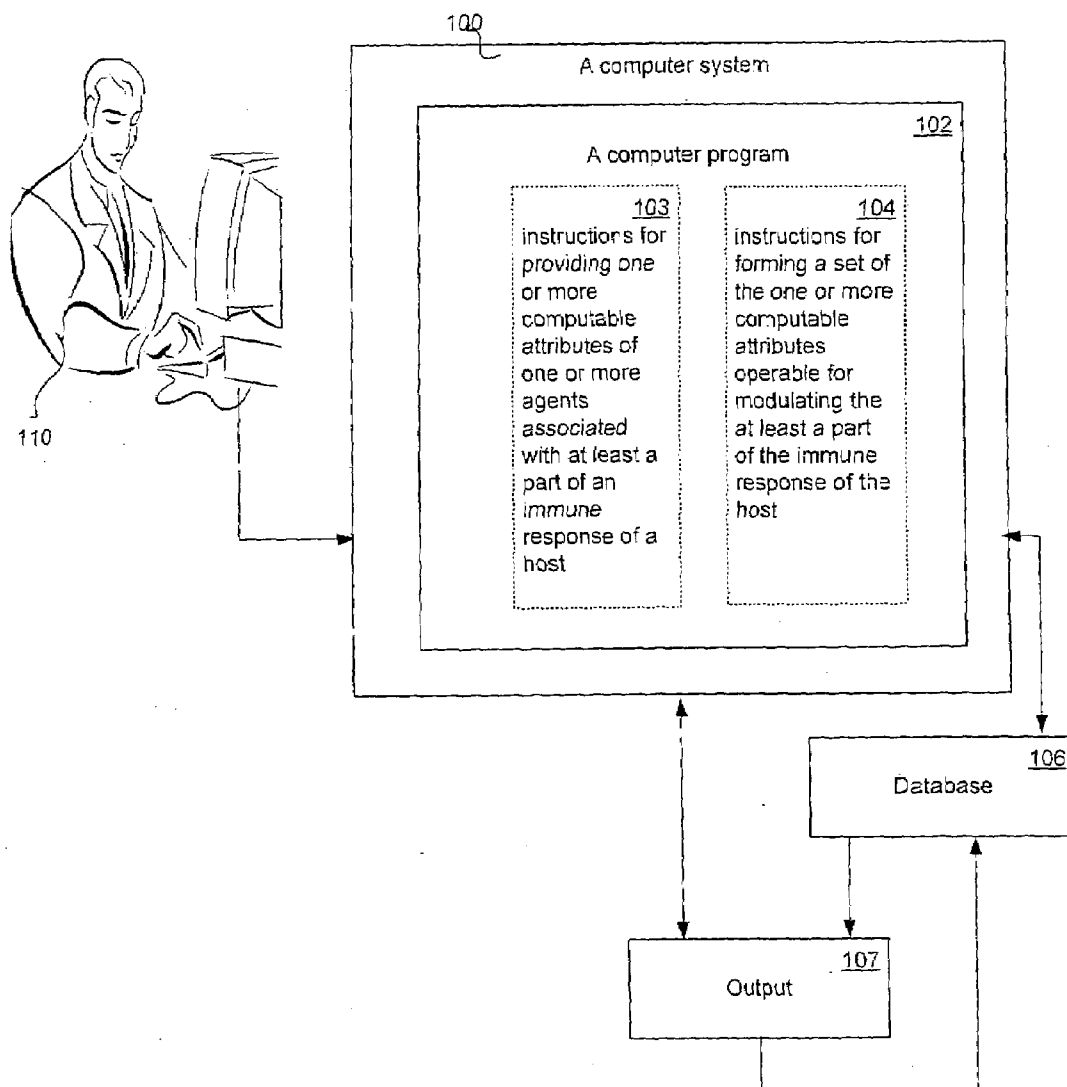 100
A computer system
102
A computer program
103
instructions for
providing one
or more
computable
attributes of
one or more
agents
associated
with at least a
part of an
immune
response of a
host
104
instructions for
forming a set of
the one or more
computable
attributes
operable for
modulating the
at least a part
of the immune
response of the
host
110
106
Database
107
Output